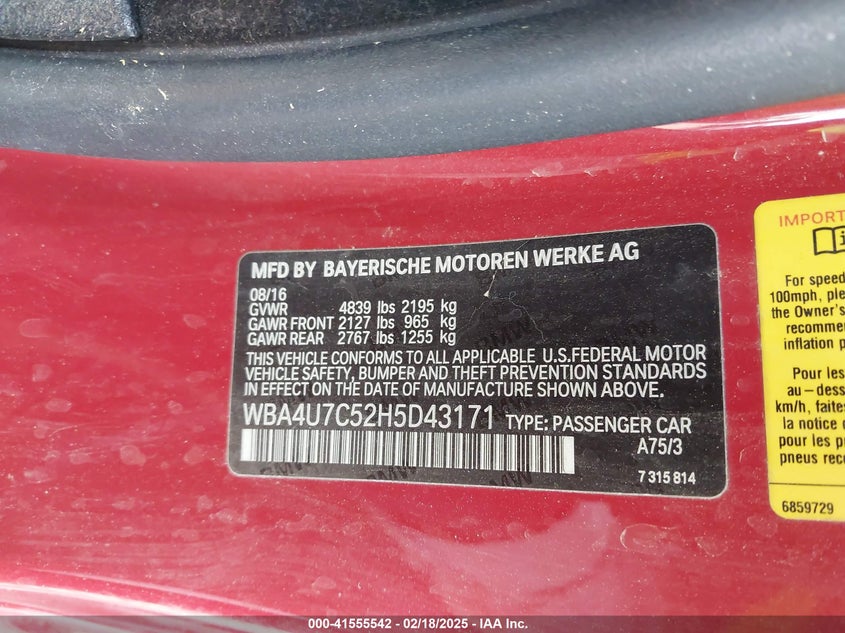 MFD BY BAYERISCHE MOTOREN WERKE AG
08/16
GVWR 4839 lbs 2195 kg
GAWR FRONT 2127 lbs 965 kg
GAWR REAR 2767 lbs 1255 kg
THIS VEHICLE CONFORMS TO ALL APPLICABLE U.S.FEDERAL MOTOR
VEHICLE SAFETY, BUMPER AND THEFT PREVENTION STANDARDS
IN EFFECT ON THE DATE OF MANUFACTURE SHOWN ABOVE.
WBA4U7C52H5D43171 TYPE: PASSENGER CAR
A75/3
7 315 814
IMPORT
For speed
100mph, ple
the Owner's
recomme
inflation p
Pour les
au-dess
km/h, faites
la notice
pour les p
pneus reco
6859729
000-41555542 - 02/18/2025 - IAA Inc.